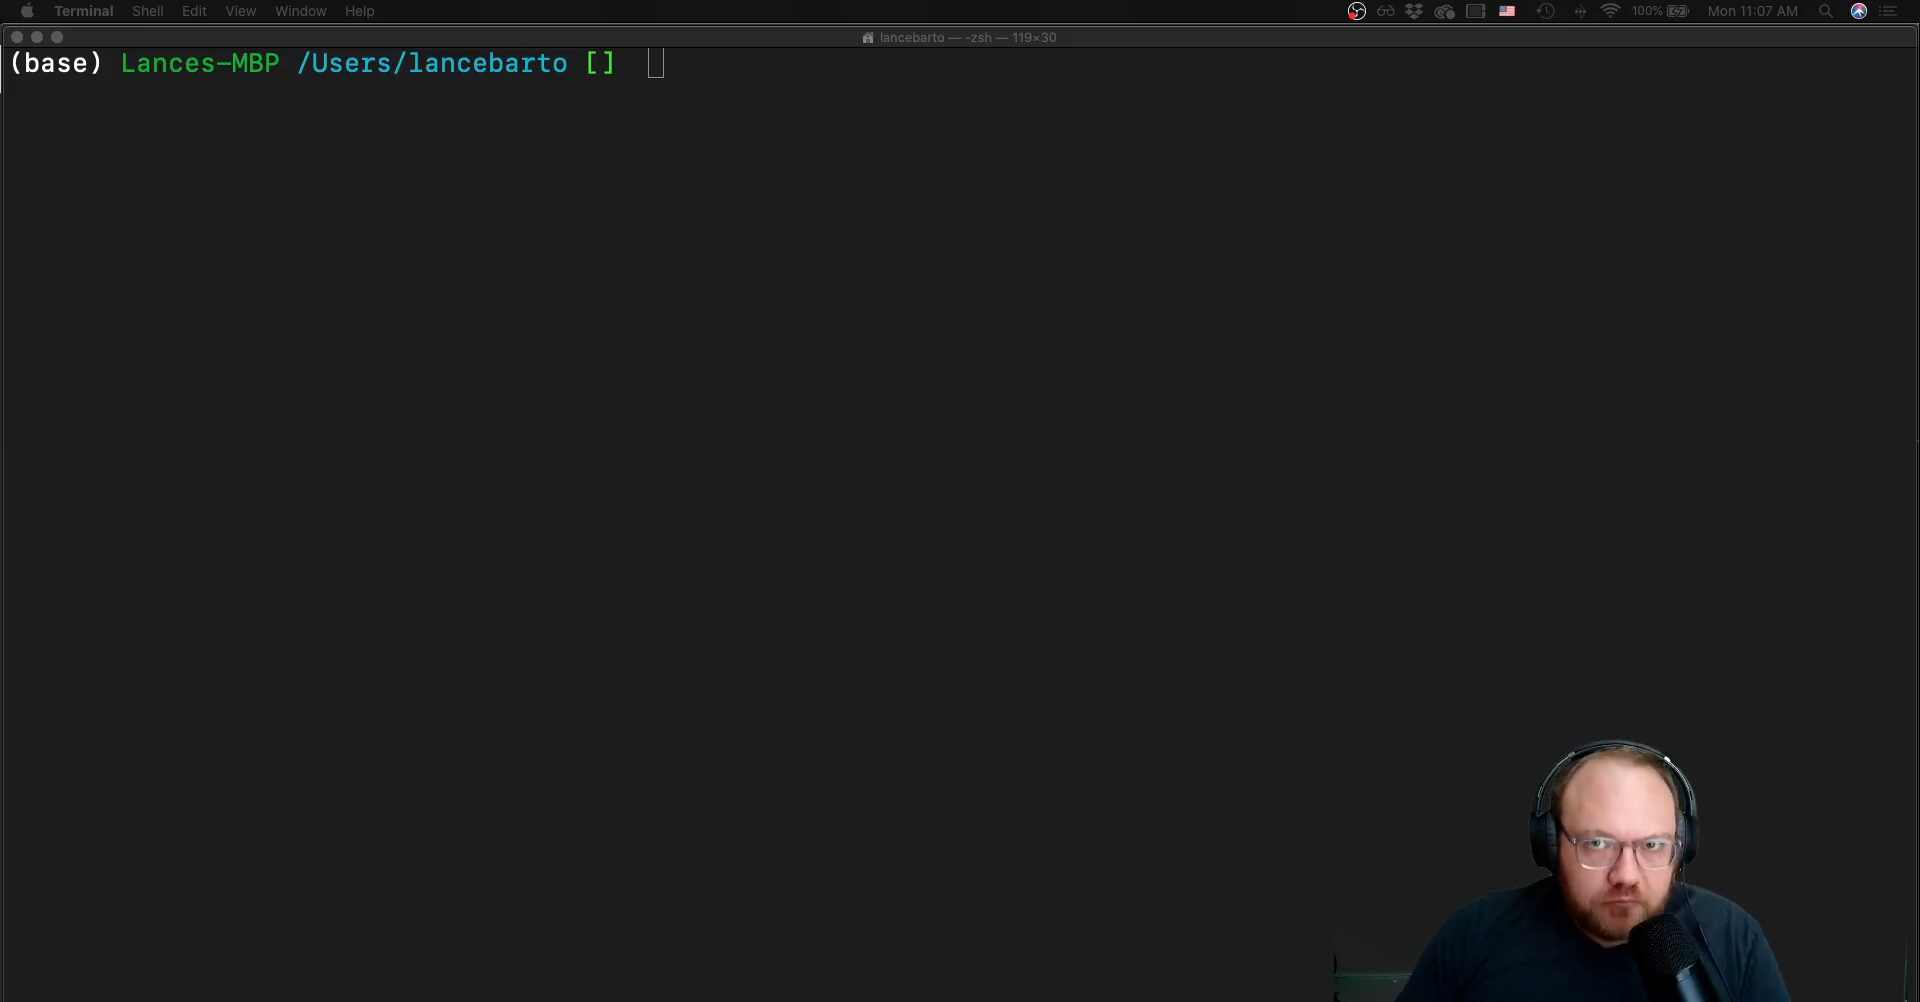 Terminal Shell Edit View Window Help 100% Mon 11:07 AM
lancebarto — -zsh — 119×30
(base) Lances-MBP /Users/lancebarto []